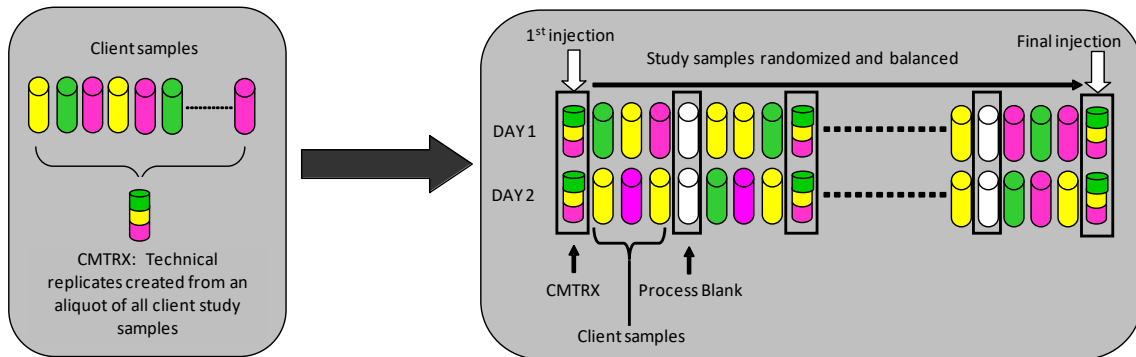 Client samples
CMTRX: Technical
replicates created from an
aliquot of all client study
samples
1st injection
Final injection
Study samples randomized and balanced
DAY 1
DAY 2
CMTRX
Process Blank
Client samples